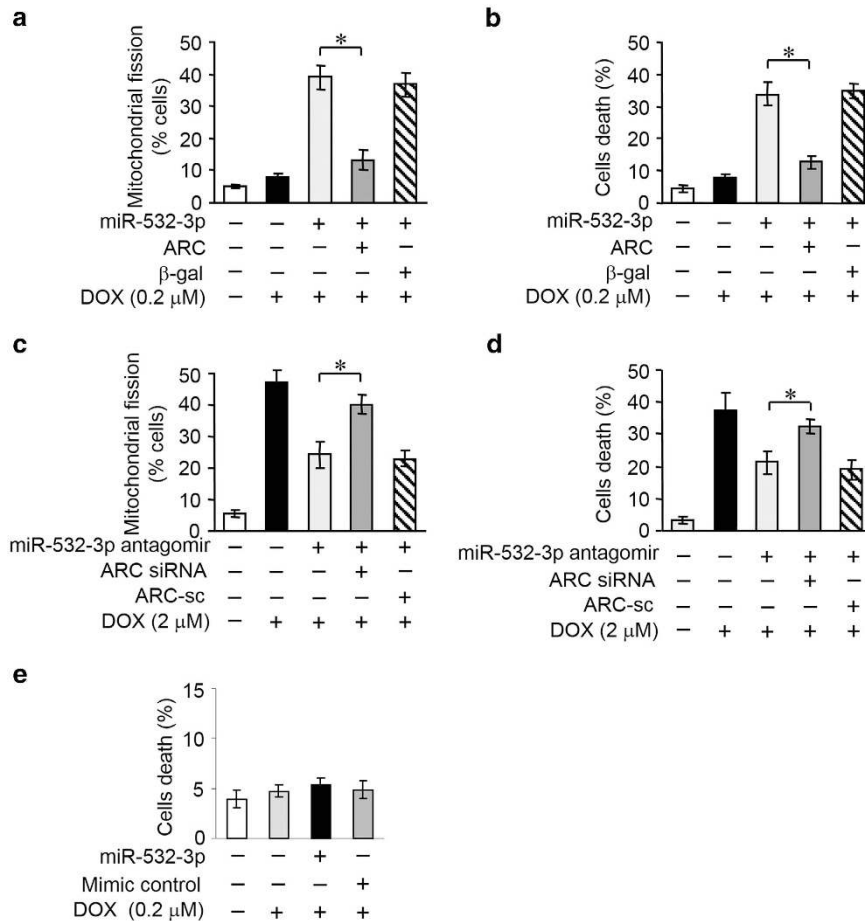 a
Mitochondrial fission
(% cells)
50
40
30
20
10
0
*
miR-532-3p – – + + +
ARC – – – + –
β-gal – – – – +
DOX (0.2 μM) – + + + +
b
Cells death (%)
50
40
30
20
10
0
*
miR-532-3p – – + + +
ARC – – – + –
β-gal – – – – +
DOX (0.2 μM) – + + + +
c
Mitochondrial fission
(% cells)
50
40
30
20
10
0
*
miR-532-3p antagomir – – + + +
ARC siRNA – – – + –
ARC-sc – – – – +
DOX (2 μM) – + + + +
d
Cells death (%)
50
40
30
20
10
0
*
miR-532-3p antagomir – – + + +
ARC siRNA – – – + –
ARC-sc – – – – +
DOX (2 μM) – + + + +
e
Cells death (%)
15
10
5
0
miR-532-3p – – + –
Mimic control – – – +
DOX (0.2 μM) – + + +